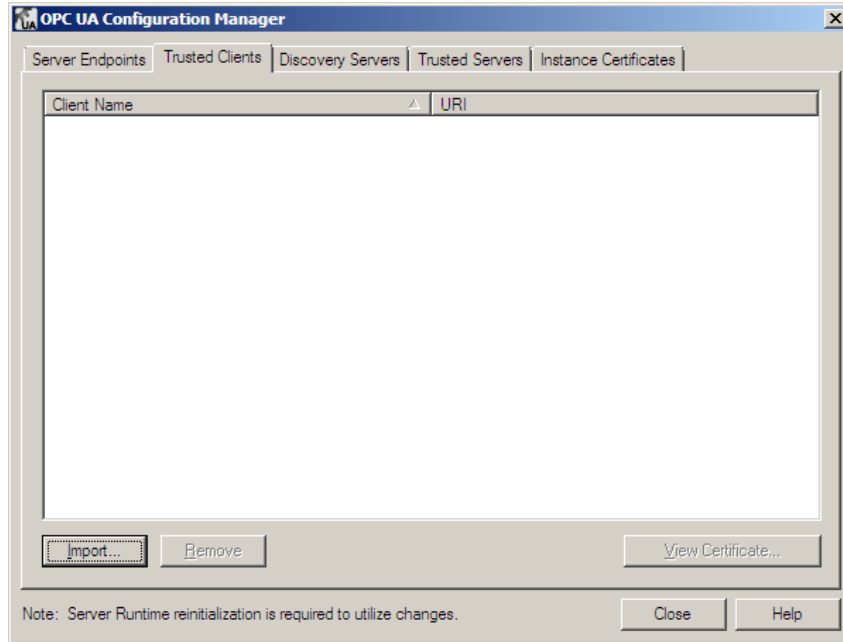 UA OPC UA Configuration Manager
Server Endpoints Trusted Clients Discovery Servers Trusted Servers Instance Certificates
Client Name URI
Import... Remove View Certificate...
Note: Server Runtime reinitialization is required to utilize changes. Close Help